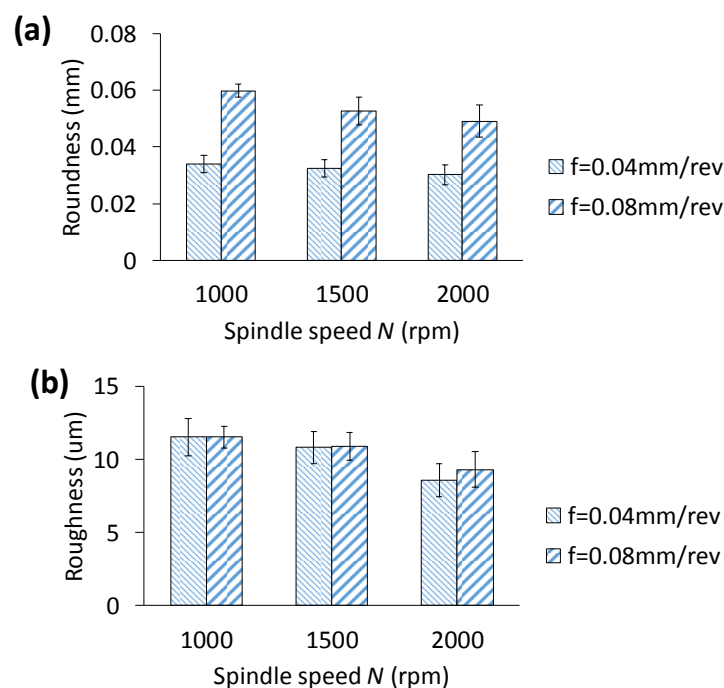 (a)
Roundness (mm)
0.08
0.06
0.04
0.02
0
1000 1500 2000
Spindle speed N (rpm)
f=0.04mm/rev
f=0.08mm/rev
(b)
Roughness (um)
15
10
5
0
1000 1500 2000
Spindle speed N (rpm)
f=0.04mm/rev
f=0.08mm/rev